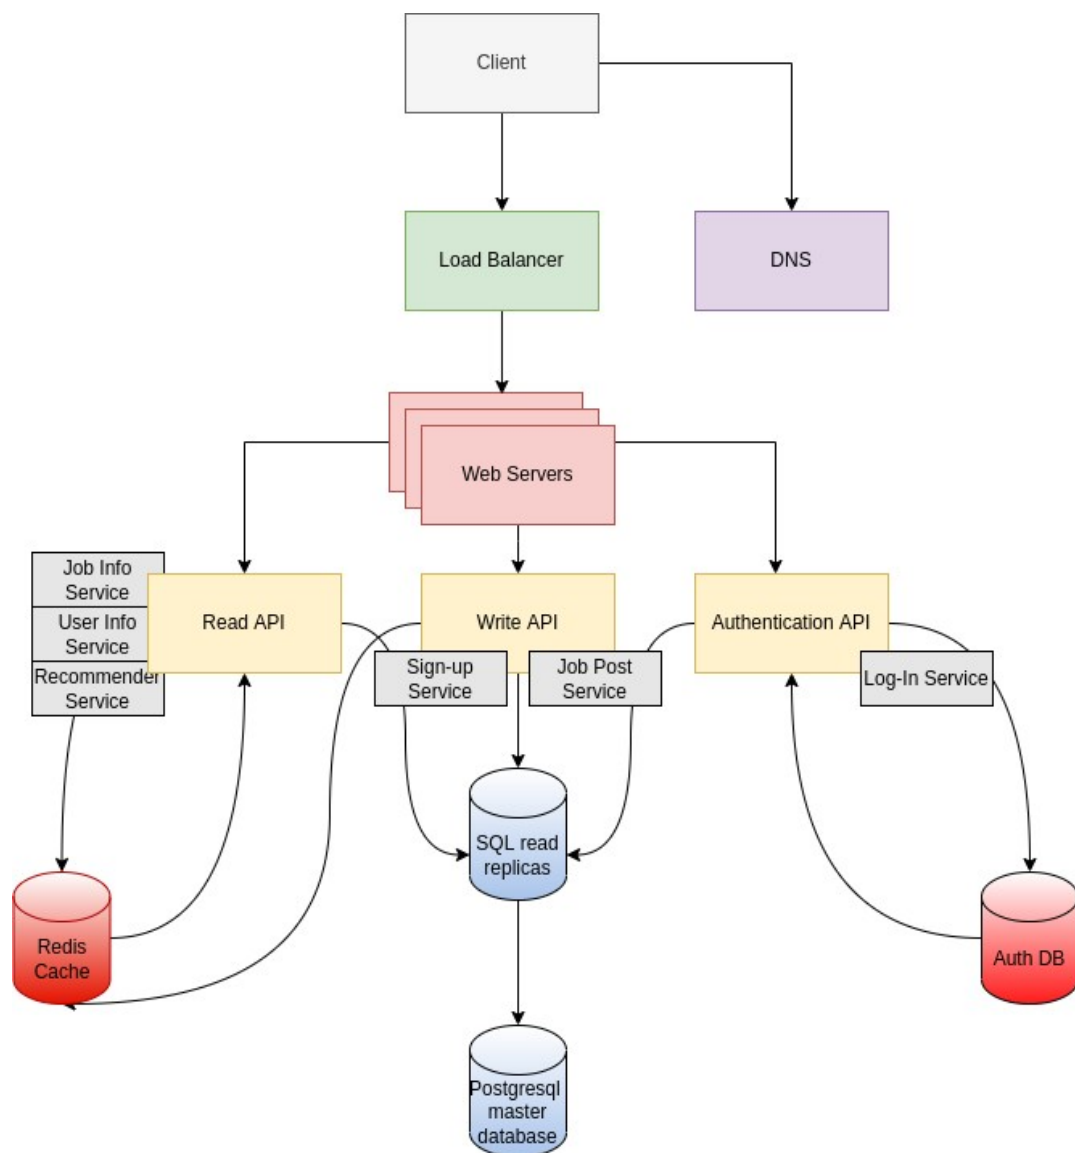 Client
Load Balancer
DNS
Web Servers
Job Info
Service
User Info
Service
Recommender
Service
Read API
Write API
Authentication API
Sign-up
Service
Job Post
Service
Log-In Service
SQL read
replicas
Redis
Cache
Auth DB
Postgresql
master
database